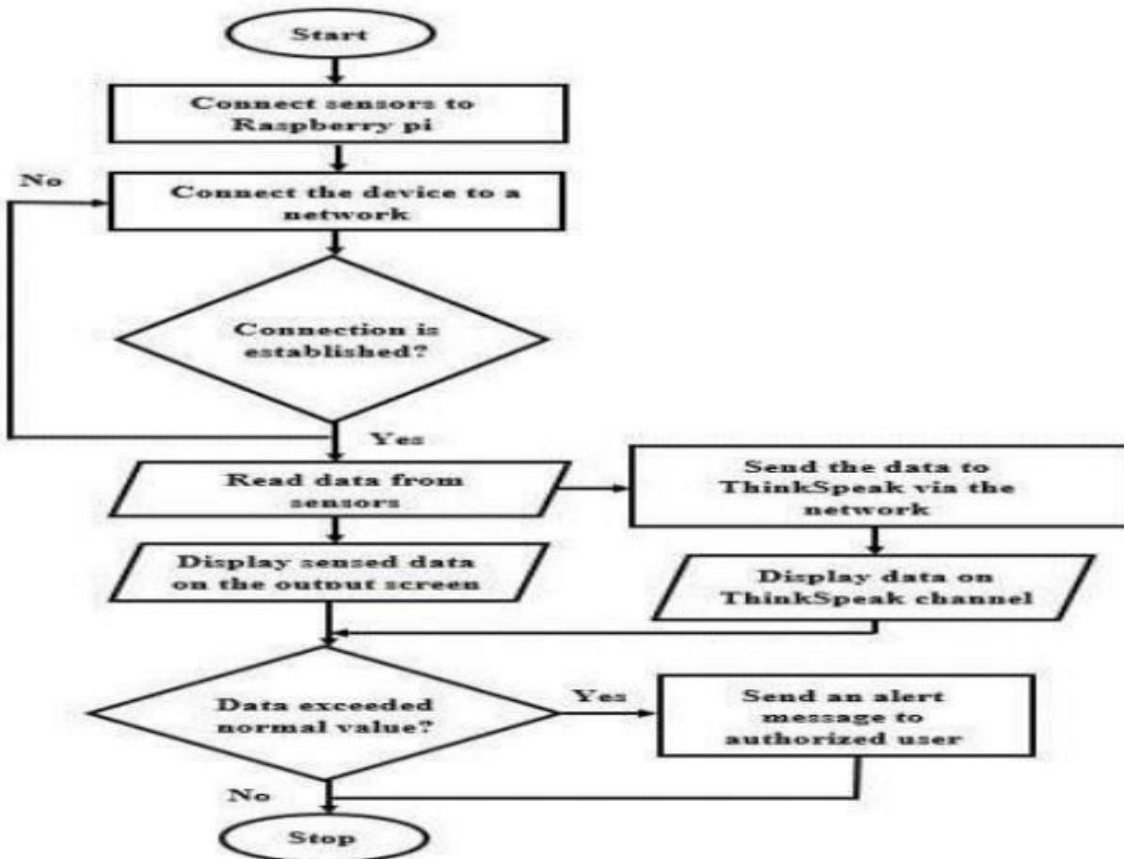 Start
Connect sensors to
Raspberry pi
No
Connect the device to a
network
Connection is
established?
Yes
Read data from
sensors
Send the data to
ThinkSpeak via the
network
Display sensed data
on the output screen
Display data on
ThinkSpeak channel
Data exceeded
normal value?
Yes
Send an alert
message to
authorized user
No
Stop